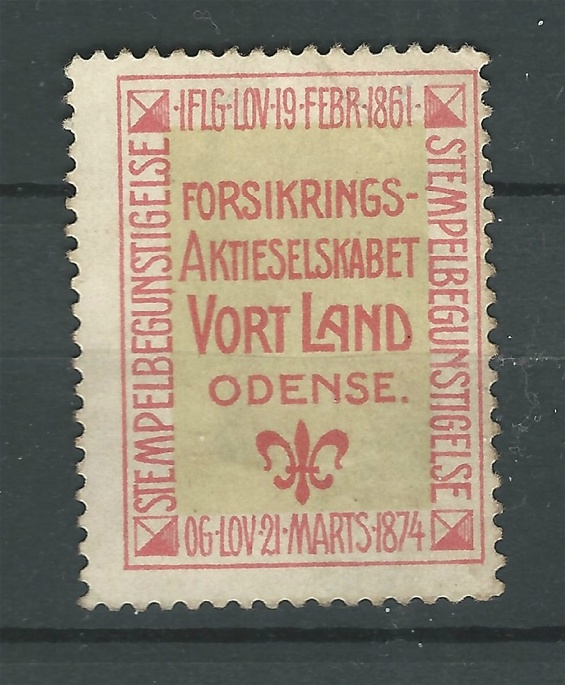 ·IFLG·LOV·19·FEBR·1861·
STEMPELBEGUNSTIGELSE
FORSIKRINGS-
AKTIESELSKABET
VORT LAND
ODENSE.
STEMPELBEGUNSTIGELSE
OG·LOV·21·MARTS·1874